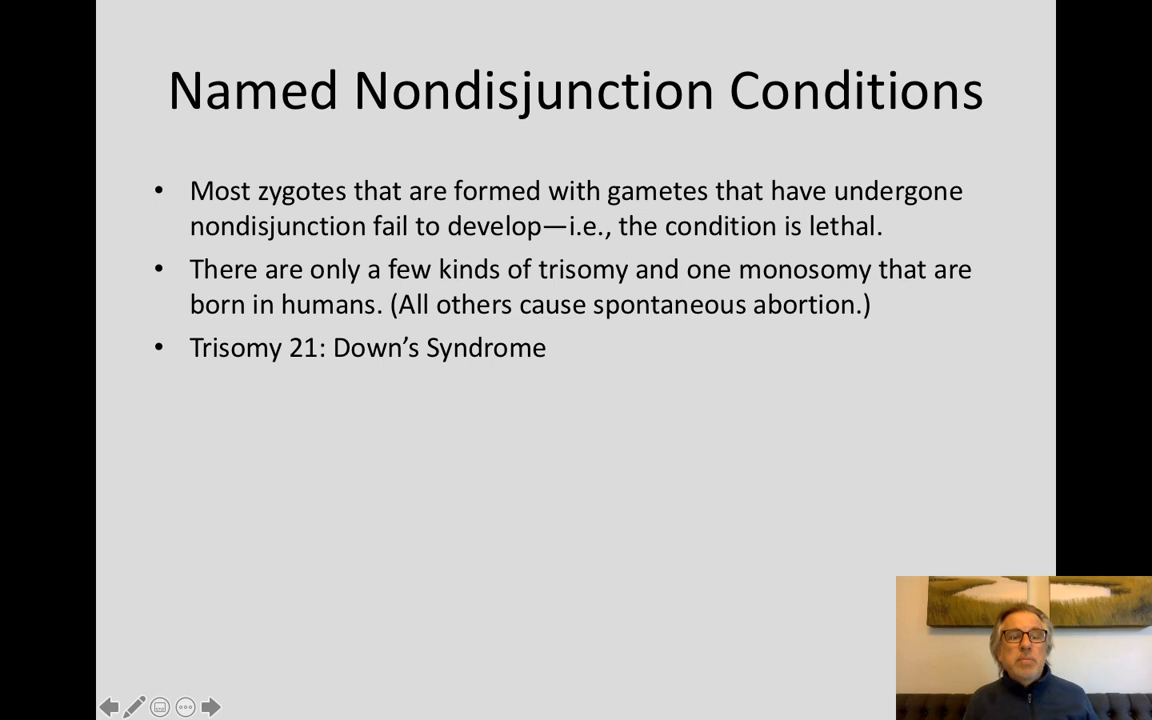 Named Nondisjunction Conditions
• Most zygotes that are formed with gametes that have undergone
nondisjunction fail to develop—i.e., the condition is lethal.
• There are only a few kinds of trisomy and one monosomy that are
born in humans. (All others cause spontaneous abortion.)
• Trisomy 21: Down’s Syndrome